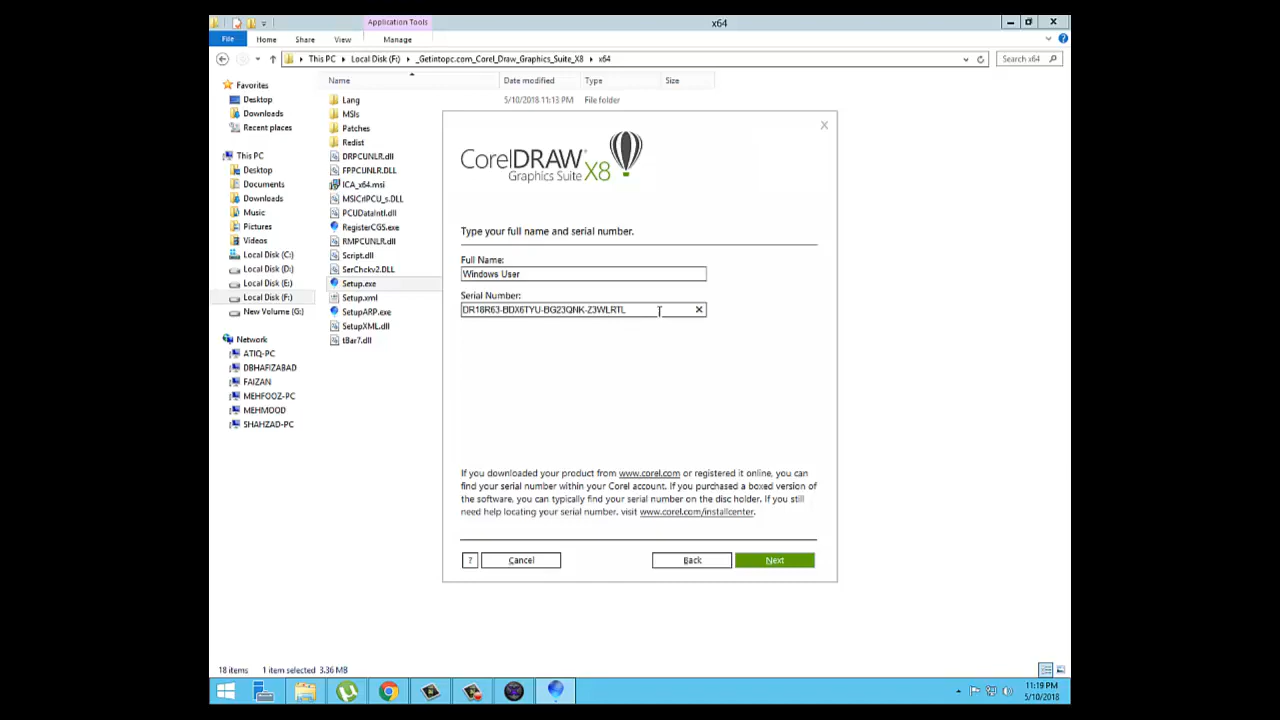 Application Tools
x64
File
Home
Share
View
Manage
This PC
Local Disk (F:)
_Getintopc.com_Corel_Draw_Graphics_Suite_X8
x64
Search x64
Favorites
Desktop
Downloads
Recent places
This PC
Desktop
Documents
Downloads
Music
Pictures
Videos
Local Disk (C:)
Local Disk (D:)
Local Disk (E:)
Local Disk (F:)
New Volume (G:)
Network
ATIQ-PC
DBHAFIZABAD
FAIZAN
MEHFOOZ-PC
MEHMOOD
SHAHZAD-PC
Name
Date modified
Type
Size
Lang
5/10/2018 11:13 PM
File folder
MSIs
Patches
Redist
DRPCUNLR.dll
FPPCUNLR.DLL
ICA_x64.msi
MSICrlPCU_s.DLL
PCUDataIntl.dll
RegisterCGS.exe
RMPCUNLR.dll
Script.dll
SerChckv2.DLL
Setup.exe
Setup.xml
SetupARP.exe
SetupXML.dll
tBar7.dll
X
CorelDRAW®
Graphics Suite X8
Type your full name and serial number.
Full Name:
Windows User
Serial Number:
DR18R63-BDX6TYU-BG23QNK-Z3WLRTL
If you downloaded your product from www.corel.com or registered it online, you can
find your serial number within your Corel account. If you purchased a boxed version of
the software, you can typically find your serial number on the disc holder. If you still
need help locating your serial number, visit www.corel.com/installcenter.
?
Cancel
Back
Next
18 items
1 item selected 3.36 MB
11:19 PM
5/10/2018